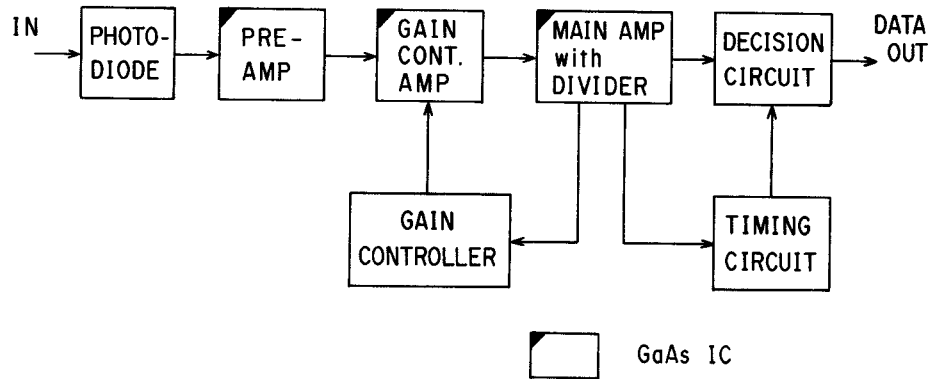 IN
PHOTO-
DIODE
PRE-
AMP
GAIN
CONT.
AMP
MAIN AMP
with
DIVIDER
DECISION
CIRCUIT
DATA
OUT
GAIN
CONTROLLER
TIMING
CIRCUIT
GaAs IC